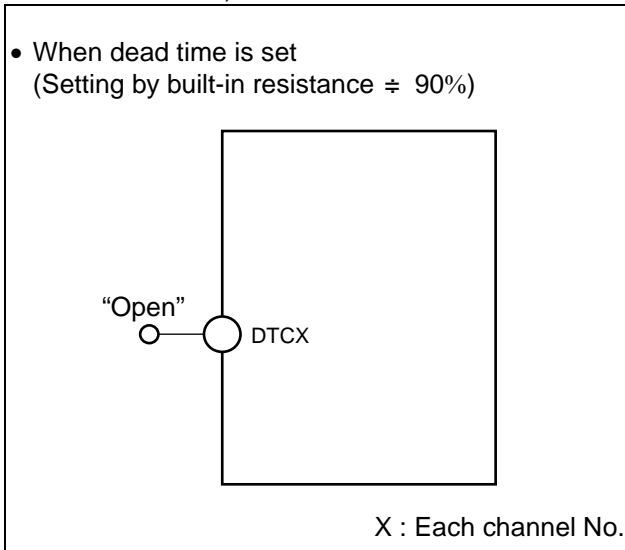 • When dead time is set
(Setting by built-in resistance ≑ 90%)
“Open”
DTCX
X : Each channel No.